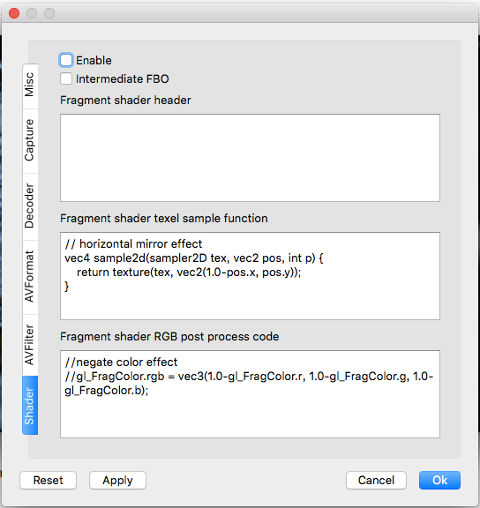 Enable
Intermediate FBO
Fragment shader header
Misc
Capture
Decoder
AVFormat
AVFilter
Shader
Fragment shader texel sample function
// horizontal mirror effect
vec4 sample2d(sampler2D tex, vec2 pos, int p) {
    return texture(tex, vec2(1.0-pos.x, pos.y));
}
Fragment shader RGB post process code
//negate color effect
//gl_FragColor.rgb = vec3(1.0-gl_FragColor.r, 1.0-gl_FragColor.g, 1.0-
gl_FragColor.b);
Reset
Apply
Cancel
Ok